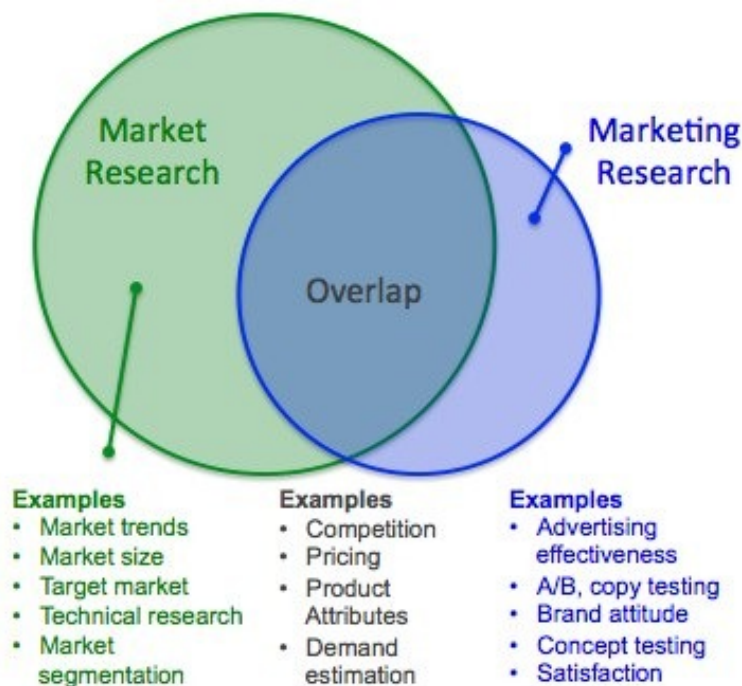 Market
Research
Marketing
Research
Overlap
Examples
• Market trends
• Market size
• Target market
• Technical research
• Market
segmentation
Examples
• Competition
• Pricing
• Product
Attributes
• Demand
estimation
Examples
• Advertising
effectiveness
• A/B, copy testing
• Brand attitude
• Concept testing
• Satisfaction